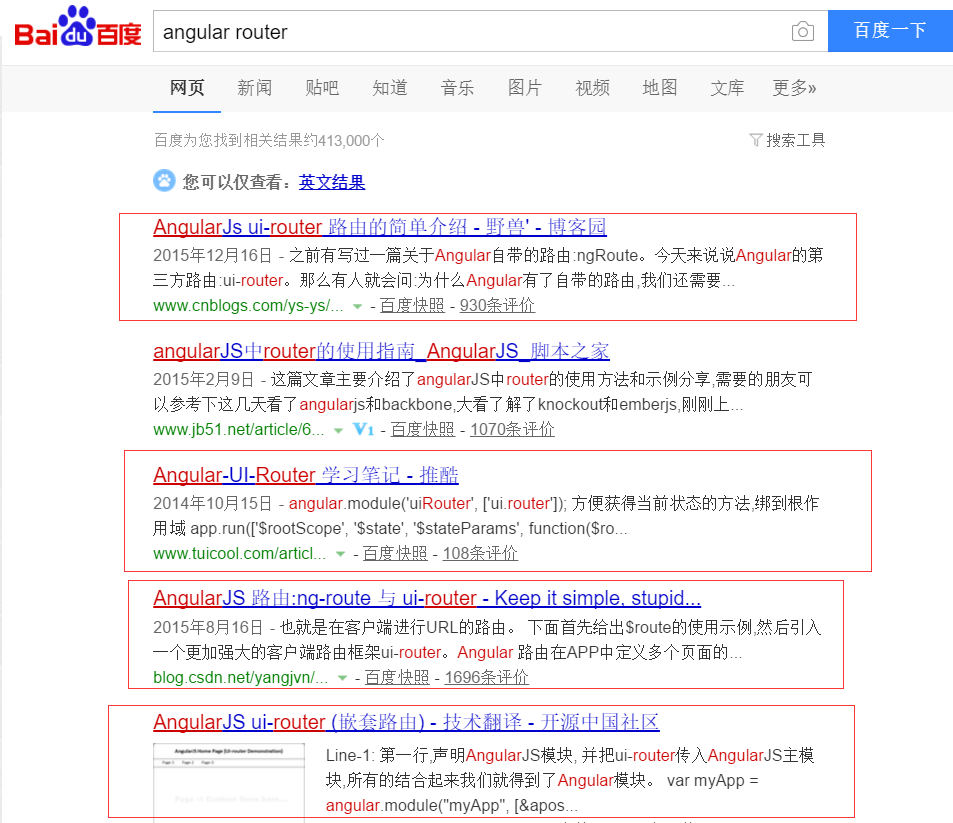 Bai du 百度
angular router
百度一下
网页 新闻 贴吧 知道 音乐 图片 视频 地图 文库 更多»
百度为您找到相关结果约413,000个
搜索工具
您可以仅查看：英文结果
AngularJs ui-router 路由的简单介绍 - 野兽' - 博客园
2015年12月16日 - 之前有写过一篇关于Angular自带的路由:ngRoute。今天来说说Angular的第
三方路由:ui-router。那么有人就会问:为什么Angular有了自带的路由,我们还需要...
www.cnblogs.com/ys-ys/... - 百度快照 - 930条评价
angularJS中router的使用指南_AngularJS_脚本之家
2015年2月9日 - 这篇文章主要介绍了angularJS中router的使用方法和示例分享,需要的朋友可
以参考下这几天看了angularjs和backbone,大看了解了knockout和emberjs,刚刚上...
www.jb51.net/article/6... V1 - 百度快照 - 1070条评价
Angular-UI-Router 学习笔记 - 推酷
2014年10月15日 - angular.module('uiRouter', ['ui.router']); 方便获得当前状态的方法,绑到根作
用域 app.run(['$rootScope', '$state', '$stateParams', function($ro...
www.tuicool.com/articl... - 百度快照 - 108条评价
AngularJS 路由:ng-route 与 ui-router - Keep it simple, stupid...
2015年8月16日 - 也就是在客户端进行URL的路由。 下面首先给出$route的使用示例,然后引入
一个更加强大的客户端路由框架ui-router。Angular 路由在APP中定义多个页面的...
blog.csdn.net/yangjvn/... - 百度快照 - 1696条评价
AngularJS ui-router (嵌套路由) - 技术翻译 - 开源中国社区
AngularJS Home Page (Ui-router Demonstration)
Page 1 Page 2 Page 3
Line-1: 第一行,声明AngularJS模块, 并把ui-router传入AngularJS主模
块,所有的结合起来我们就得到了Angular模块。 var myApp =
angular.module("myApp", [&apos...